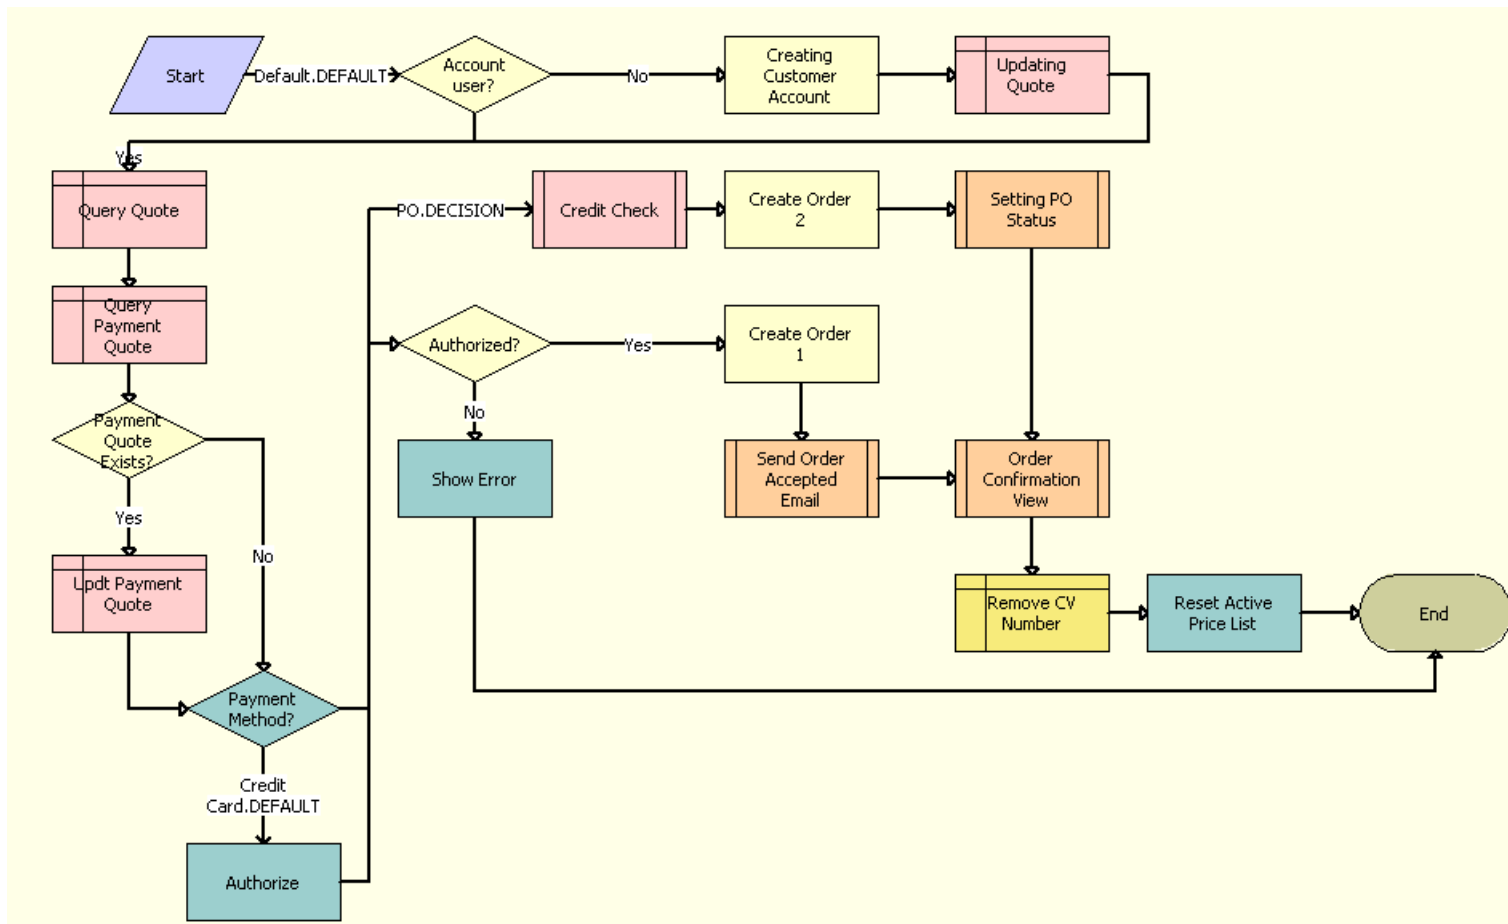 Start
Default.DEFAULT
Account
user?
No
Creating
Customer
Account
Updating
Quote
Yes
Query Quote
PO.DECISION
Credit Check
Create Order
2
Setting PO
Status
Query
Payment
Quote
Authorized?
Yes
Create Order
1
Payment
Quote
Exists?
No
Show Error
Send Order
Accepted
Email
Order
Confirmation
View
Yes
No
Updt Payment
Quote
Remove CV
Number
Reset Active
Price List
End
Payment
Method?
Credit
Card.DEFAULT
Authorize